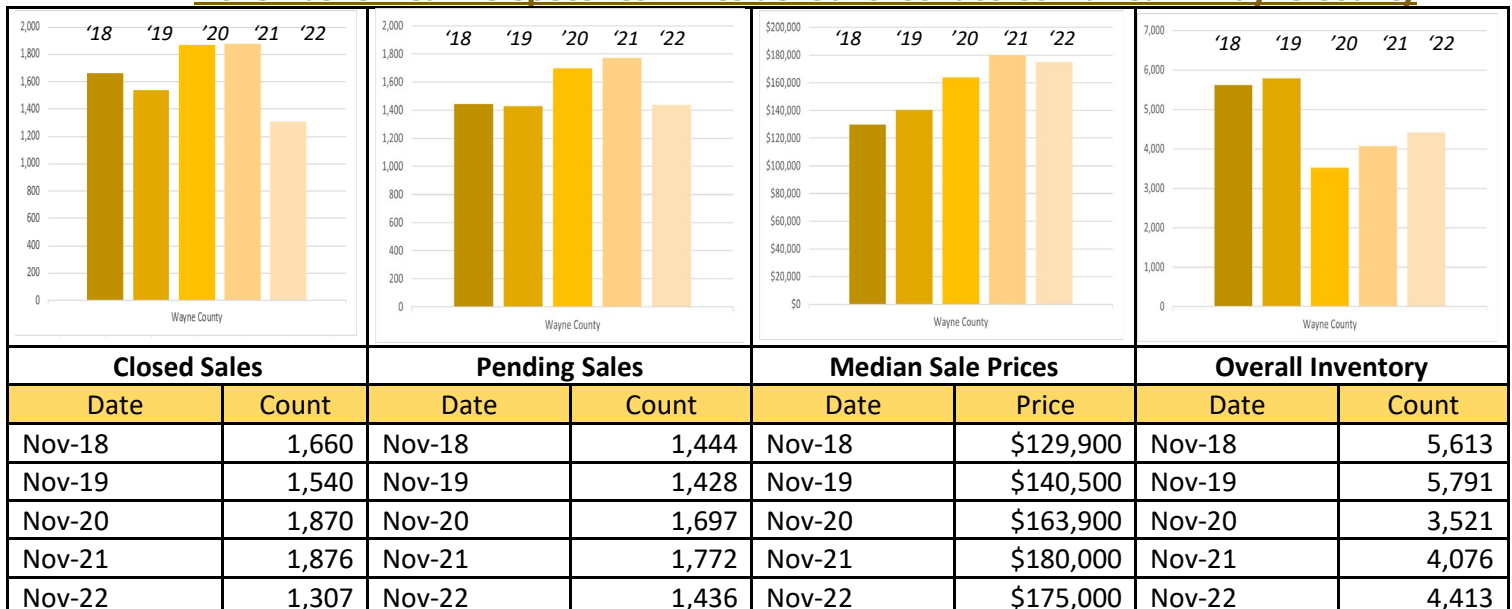 '18 '19 '20 '21 '22
2,000
1,800
1,600
1,400
1,200
1,000
800
600
400
200
0
Wayne County
'18 '19 '20 '21 '22
2,000
1,800
1,600
1,400
1,200
1,000
800
600
400
200
0
Wayne County
'18 '19 '20 '21 '22
$200,000
$180,000
$160,000
$140,000
$120,000
$100,000
$80,000
$60,000
$40,000
$20,000
$0
Wayne County
'18 '19 '20 '21 '22
7,000
6,000
5,000
4,000
3,000
2,000
1,000
0
Wayne County
Closed Sales Pending Sales Median Sale Prices Overall Inventory
Date Count Date Count Date Price Date Count
Nov-18 1,660 Nov-18 1,444 Nov-18 $129,900 Nov-18 5,613
Nov-19 1,540 Nov-19 1,428 Nov-19 $140,500 Nov-19 5,791
Nov-20 1,870 Nov-20 1,697 Nov-20 $163,900 Nov-20 3,521
Nov-21 1,876 Nov-21 1,772 Nov-21 $180,000 Nov-21 4,076
Nov-22 1,307 Nov-22 1,436 Nov-22 $175,000 Nov-22 4,413